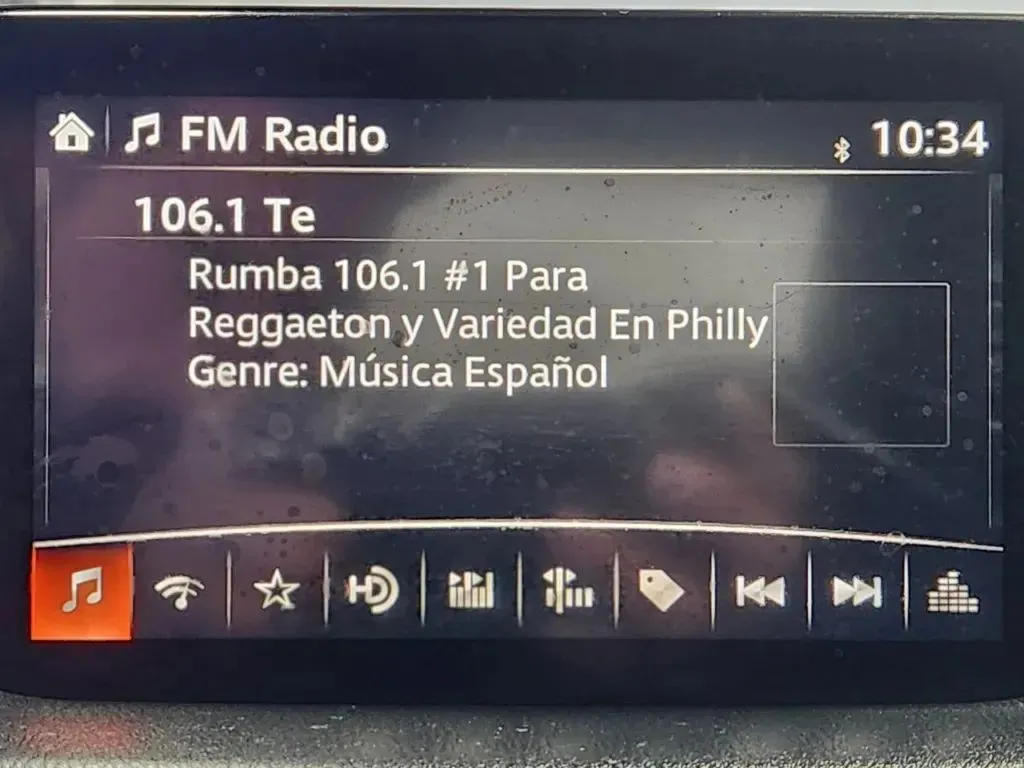 FM Radio
10:34
106.1 Te
Rumba 106.1 #1 Para
Reggaeton y Variedad En Philly
Genre: Música Español
HD